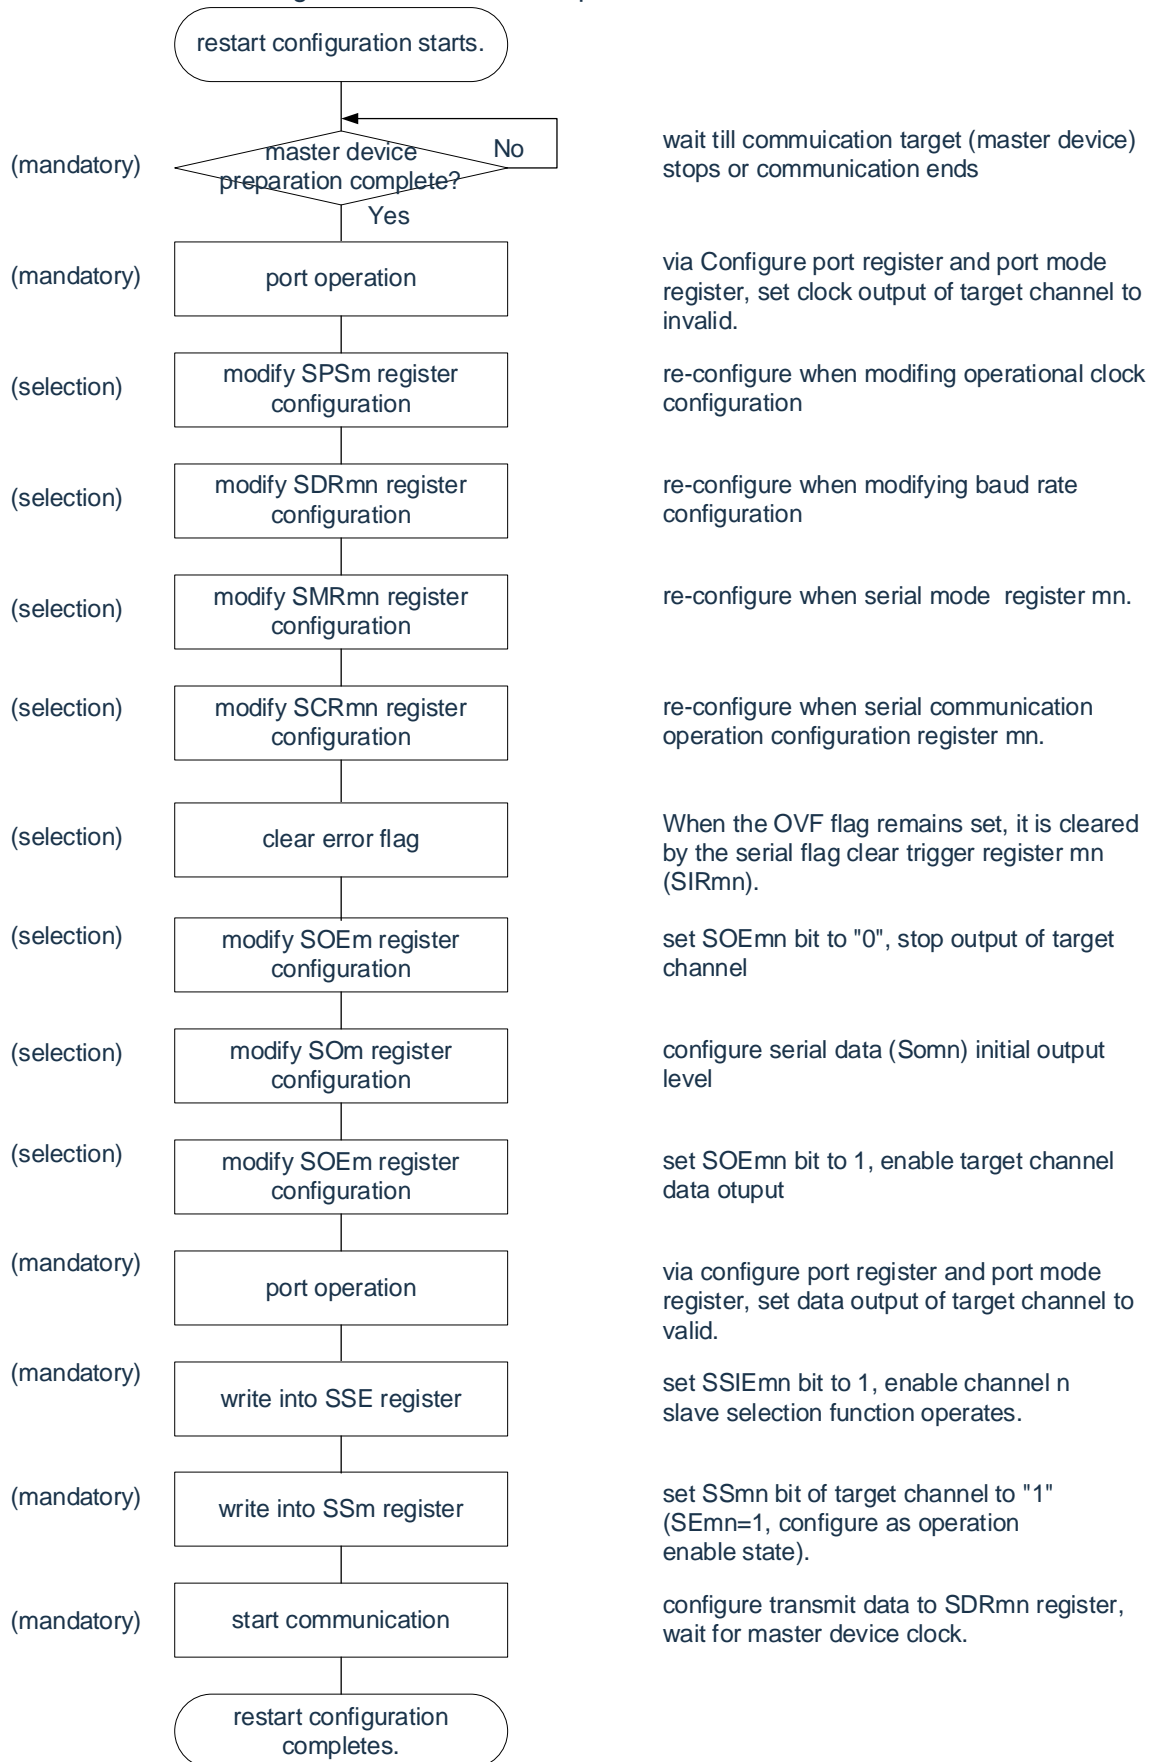 restart configuration starts.
(mandatory)
master device
preparation complete?
No
Yes
wait till commuication target (master device)
stops or communication ends
(mandatory)
port operation
via Configure port register and port mode
register, set clock output of target channel to
invalid.
(selection)
modify SPSm register
configuration
re-configure when modifing operational clock
configuration
(selection)
modify SDRmn register
configuration
re-configure when modifying baud rate
configuration
(selection)
modify SMRmn register
configuration
re-configure when serial mode  register mn.
(selection)
modify SCRmn register
configuration
re-configure when serial communication
operation configuration register mn.
(selection)
clear error flag
When the OVF flag remains set, it is cleared
by the serial flag clear trigger register mn
(SIRmn).
(selection)
modify SOEm register
configuration
set SOEmn bit to "0", stop output of target
channel
(selection)
modify SOm register
configuration
configure serial data (Somn) initial output
level
(selection)
modify SOEm register
configuration
set SOEmn bit to 1, enable target channel
data otuput
(mandatory)
port operation
via configure port register and port mode
register, set data output of target channel to
valid.
(mandatory)
write into SSE register
set SSIEmn bit to 1, enable channel n
slave selection function operates.
(mandatory)
write into SSm register
set SSmn bit of target channel to "1"
(SEmn=1, configure as operation
enable state).
(mandatory)
start communication
configure transmit data to SDRmn register,
wait for master device clock.
restart configuration
completes.